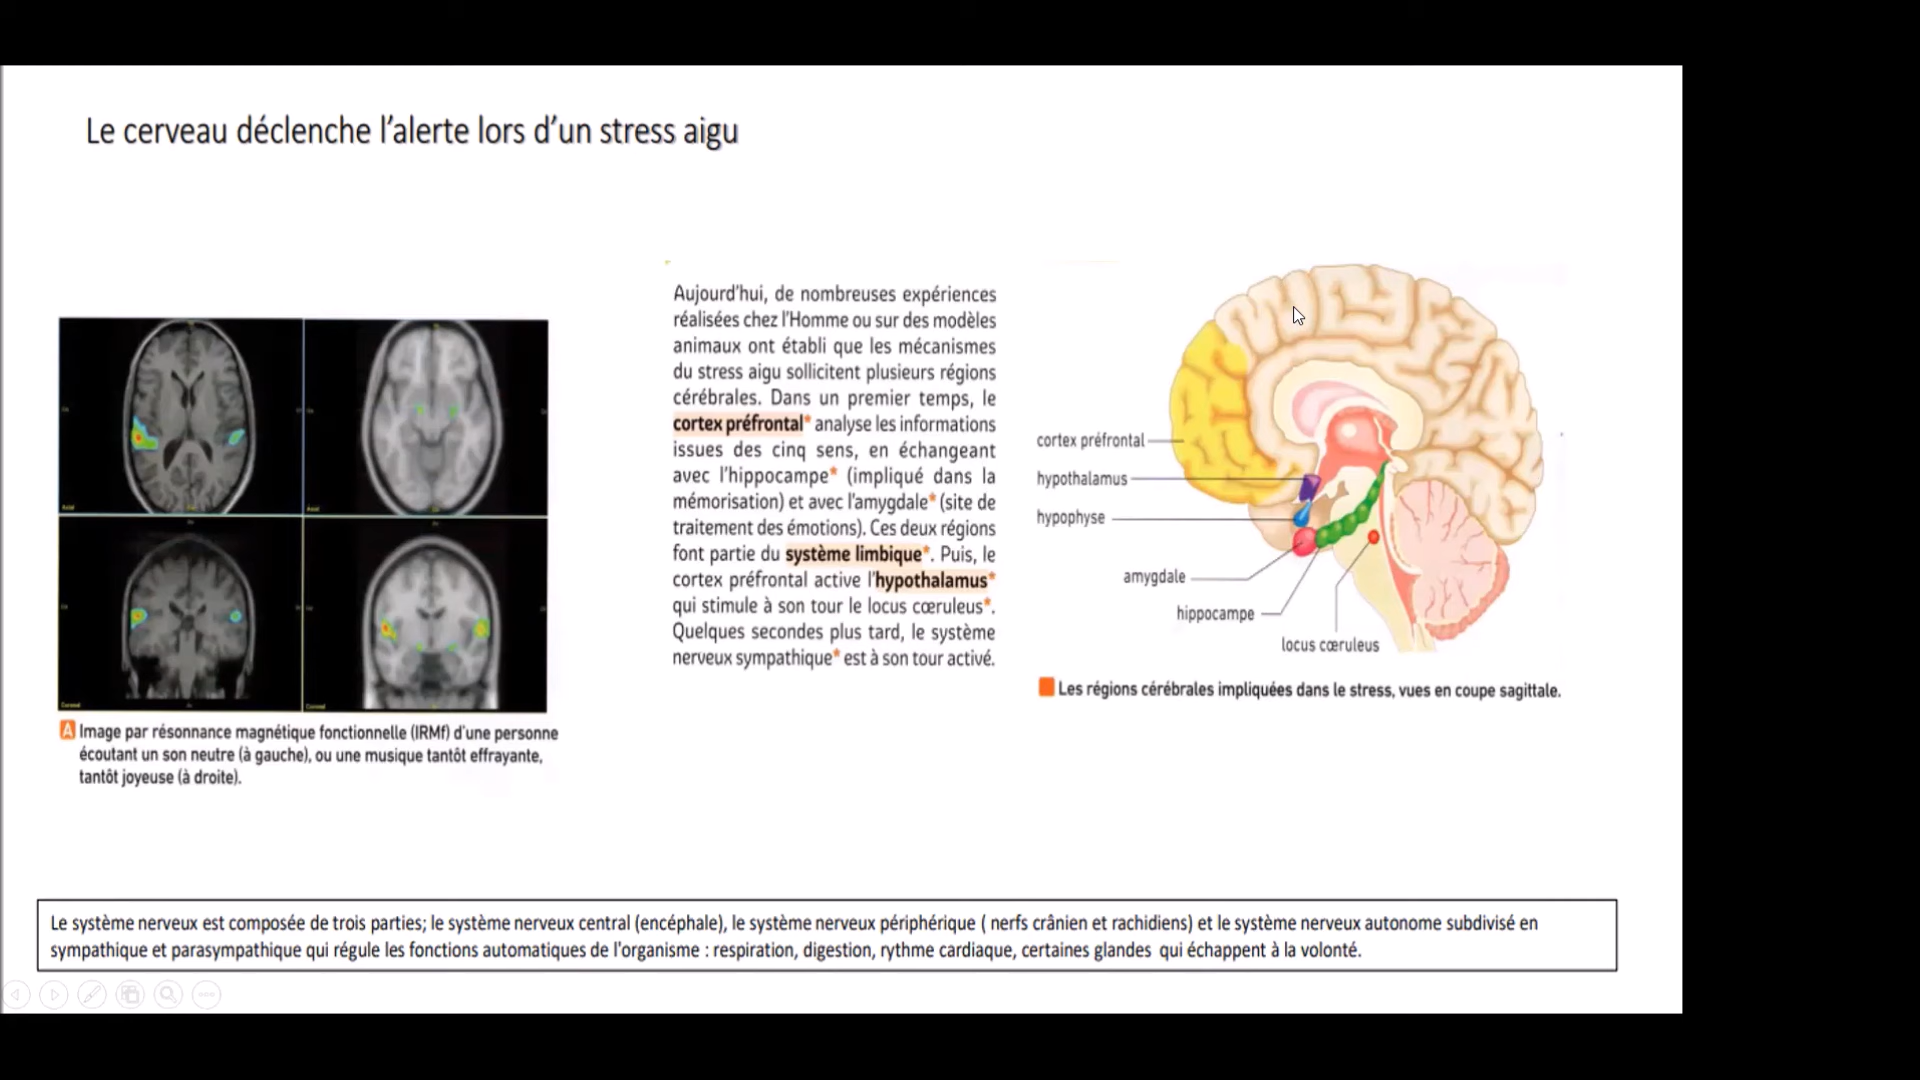 Le cerveau déclenche l’alerte lors d’un stress aigu
Aujourd’hui, de nombreuses expériences
réalisées chez l’Homme ou sur des modèles
animaux ont établi que les mécanismes
du stress aigu sollicitent plusieurs régions
cérébrales. Dans un premier temps, le
cortex préfrontal* analyse les informations
issues des cinq sens, en échangeant
avec l’hippocampe* (impliqué dans la
mémorisation) et avec l’amygdale* (site de
traitement des émotions). Ces deux régions
font partie du système limbique*. Puis, le
cortex préfrontal active l’hypothalamus*
qui stimule à son tour le locus cœruleus*.
Quelques secondes plus tard, le système
nerveux sympathique* est à son tour activé.
cortex préfrontal
hypothalamus
hypophyse
amygdale
hippocampe
locus cœruleus
Les régions cérébrales impliquées dans le stress, vues en coupe sagittale.
A Image par résonnance magnétique fonctionnelle (IRMf) d’une personne
écoutant un son neutre (à gauche), ou une musique tantôt effrayante,
tantôt joyeuse (à droite).
Le système nerveux est composée de trois parties; le système nerveux central (encéphale), le système nerveux périphérique ( nerfs crânien et rachidiens) et le système nerveux autonome subdivisé en
sympathique et parasympathique qui régule les fonctions automatiques de l'organisme : respiration, digestion, rythme cardiaque, certaines glandes qui échappent à la volonté.